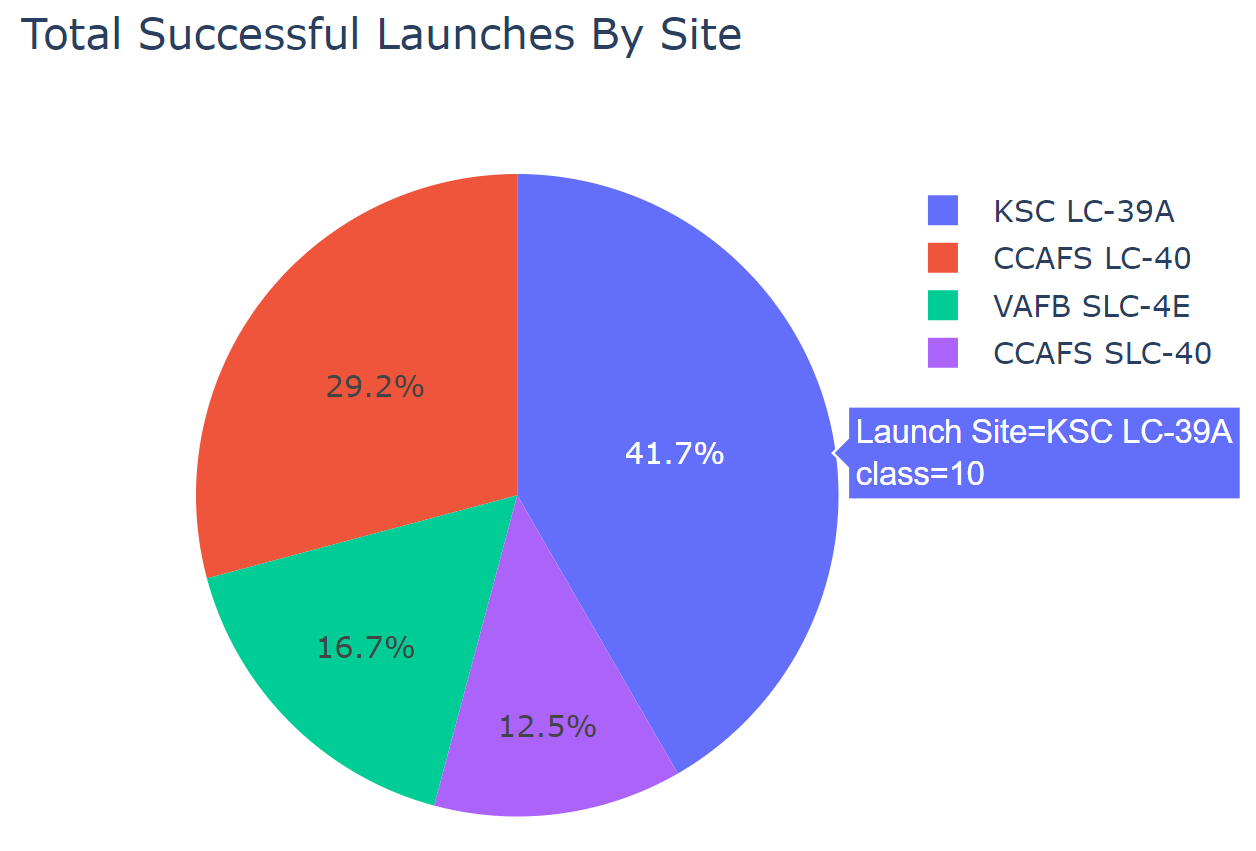 Total Successful Launches By Site
KSC LC-39A
CCAFS LC-40
VAFB SLC-4E
CCAFS SLC-40
29.2%
41.7%
Launch Site=KSC LC-39A
class=10
16.7%
12.5%